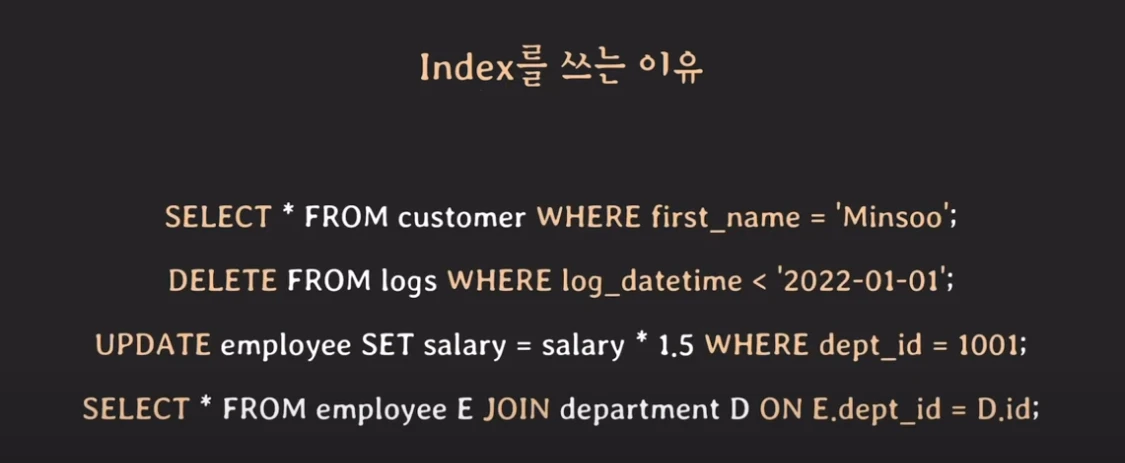 Index를 쓰는 이유
SELECT * FROM customer WHERE first_name = 'Minsoo';
DELETE FROM logs WHERE log_datetime < '2022-01-01';
UPDATE employee SET salary = salary * 1.5 WHERE dept_id = 1001;
SELECT * FROM employee E JOIN department D ON E.dept_id = D.id;